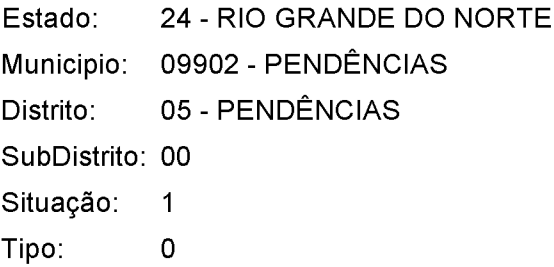 Estado: 24 - RIO GRANDE DO NORTE
Municipio: 09902 - PENDÊNCIAS
Distrito: 05 - PENDÊNCIAS
SubDistrito: 00
Situação: 1
Tipo: 0